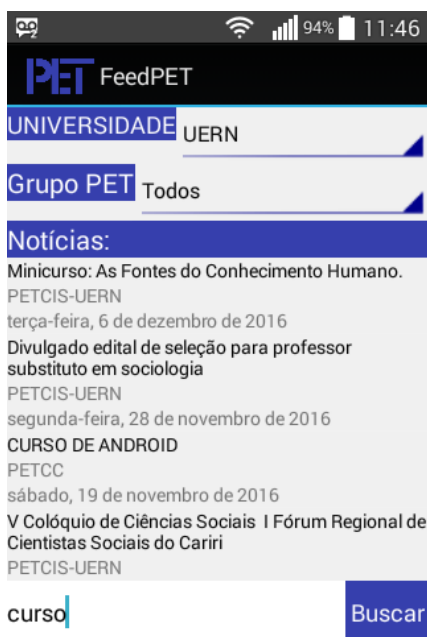 94% 11:46
PET FeedPET
UNIVERSIDADE UERN
Grupo PET Todos
Notícias:
Minicurso: As Fontes do Conhecimento Humano.
PETCIS-UERN
terça-feira, 6 de dezembro de 2016
Divulgado edital de seleção para professor
substituto em sociologia
PETCIS-UERN
segunda-feira, 28 de novembro de 2016
CURSO DE ANDROID
PETCC
sábado, 19 de novembro de 2016
V Colóquio de Ciências Sociais I Fórum Regional de
Cientistas Sociais do Cariri
PETCIS-UERN
curso Buscar